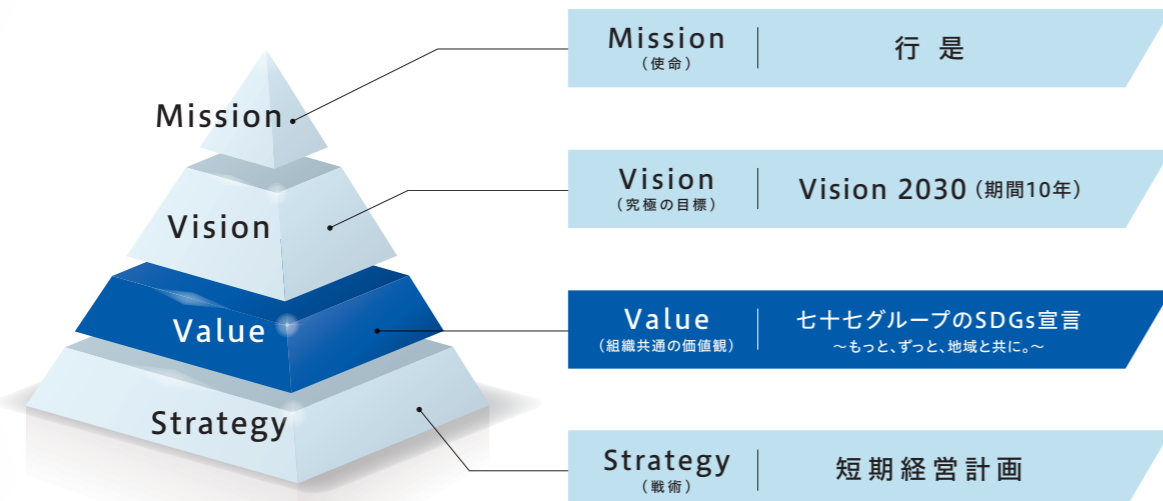 Mission
Vision
Value
Strategy
Mission
（使命）
行是
Vision
（究極の目標）
Vision 2030（期間10年）
Value
（組織共通の価値観）
七十七グループのSDGs宣言
～もっと、ずっと、地域と共に。～
Strategy
（戦術）
短期経営計画